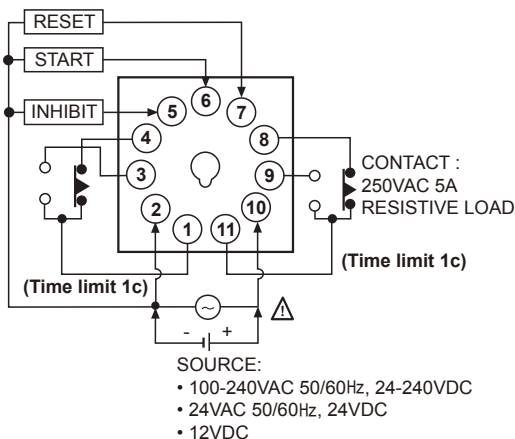 RESET
START
INHIBIT
6
5
7
4
8
3
9
2
10
1
11
CONTACT :
250VAC 5A
RESISTIVE LOAD
(Time limit 1c)
(Time limit 1c)
~
- +
!
SOURCE:
• 100-240VAC 50/60Hz, 24-240VDC
• 24VAC 50/60Hz, 24VDC
• 12VDC